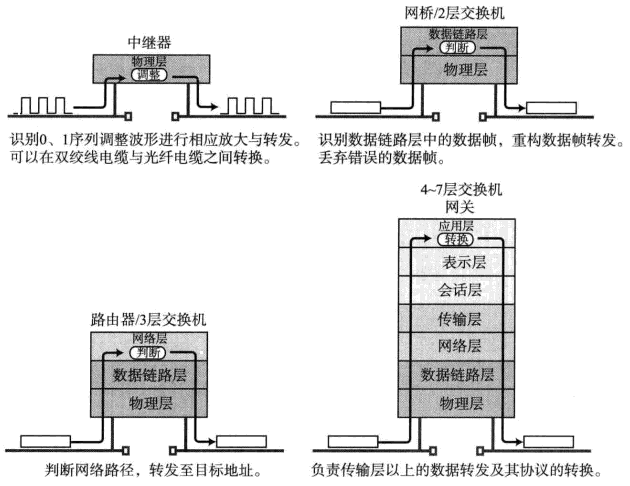 中继器
物理层
调整
识别0、1序列调整波形进行相应放大与转发。
可以在双绞线电缆与光纤电缆之间转换。
网桥/2层交换机
数据链路层
判断
物理层
识别数据链路层中的数据帧，重构数据帧转发。
丢弃错误的数据帧。
路由器/3层交换机
网络层
判断
数据链路层
物理层
判断网络路径，转发至目标地址。
4~7层交换机
网关
应用层
转换
表示层
会话层
传输层
网络层
数据链路层
物理层
负责传输层以上的数据转发及其协议的转换。